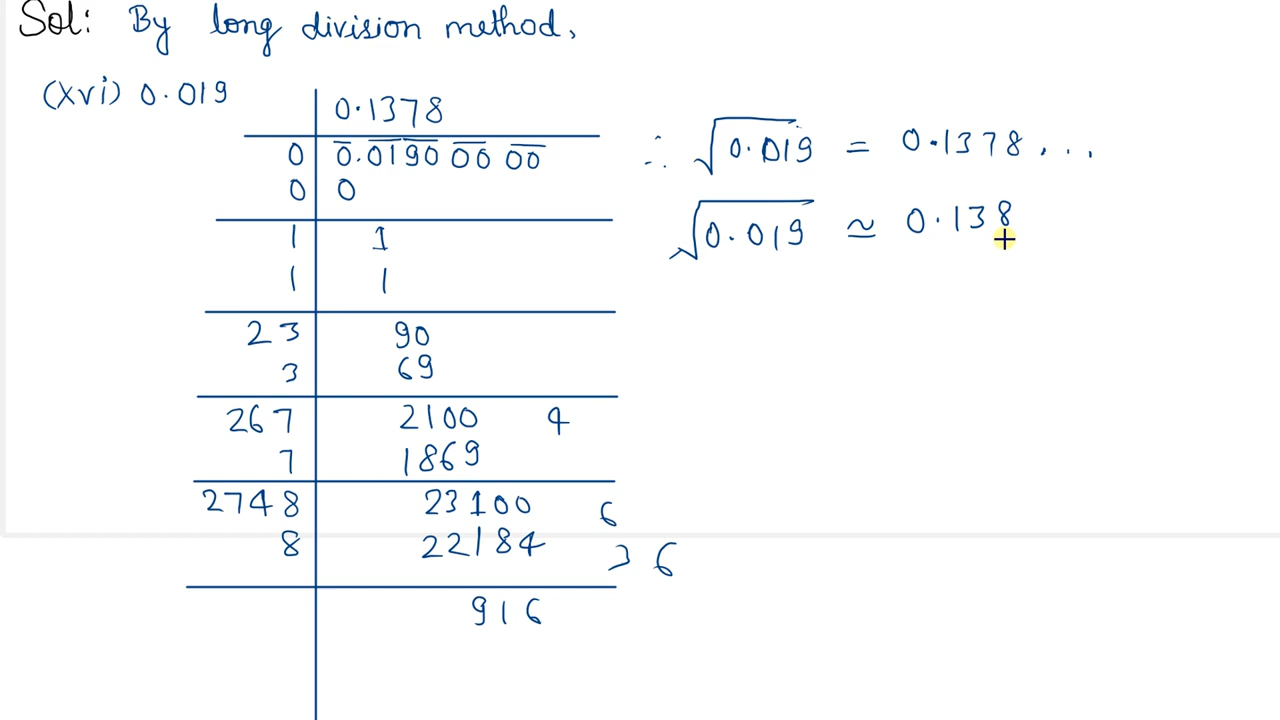 Sol: By long division method,
(xvi) 0.019
0.1378
0 0.0190 00 00
0 0
1 1
1 1
23 90
3 69
267 2100 4
7 1869
2748 23100 6
8 22184 36
916
∴ √0.019 = 0.1378...
√0.019 ≃ 0.138